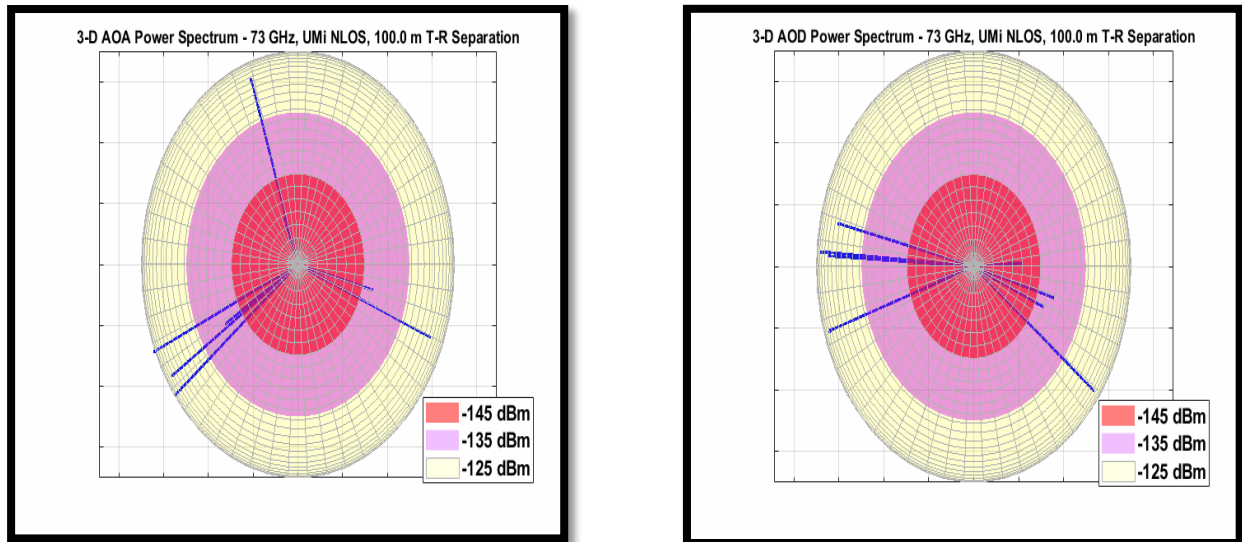 3-D AOA Power Spectrum - 73 GHz, UMi NLOS, 100.0 m T-R Separation
-145 dBm
-135 dBm
-125 dBm
3-D AOD Power Spectrum - 73 GHz, UMi NLOS, 100.0 m T-R Separation
-145 dBm
-135 dBm
-125 dBm